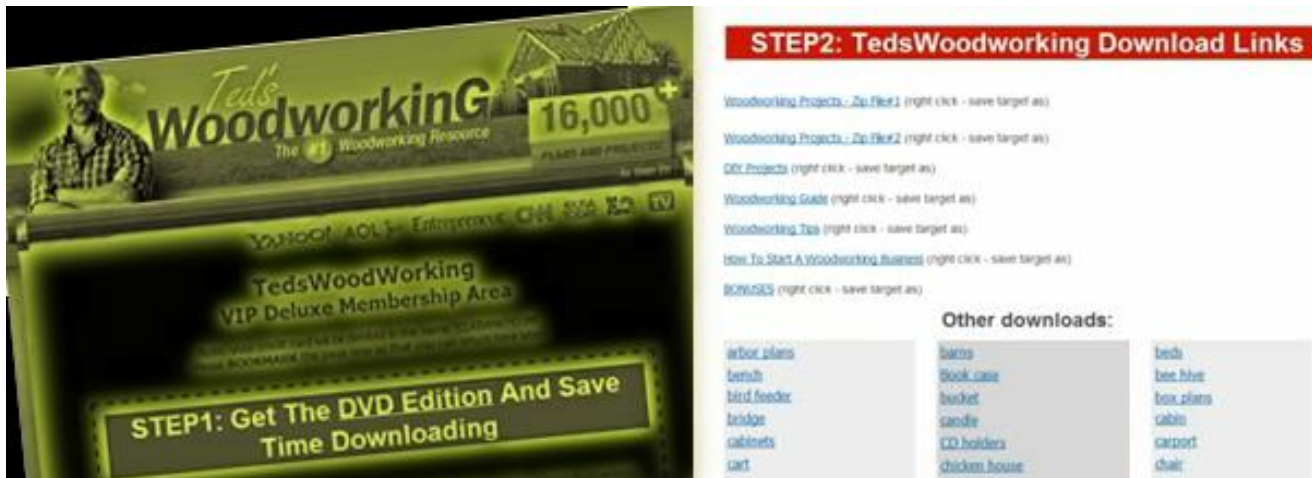 Ted's
WoodworkinG
The #1 Woodworking Resource
16,000+
PLANS AND PROJECTS
YAHOO! AOL Entrepreneur CNN TV
TedsWoodWorking
VIP Deluxe Membership Area
STEP1: Get The DVD Edition And Save
Time Downloading
STEP2: TedsWoodworking Download Links
Woodworking Projects - Zip File#1 (right click - save target as)
Woodworking Projects - Zip File#2 (right click - save target as)
DIY Projects (right click - save target as)
Woodworking Guide (right click - save target as)
Woodworking Tips (right click - save target as)
How To Start A Woodworking Business (right click - save target as)
BONUSES (right click - save target as)
Other downloads:
arbor plans barns beds
bench Book case bee hive
bird feeder bucket box plans
bridge candle cabin
cabinets CD holders carport
cart chicken house chair